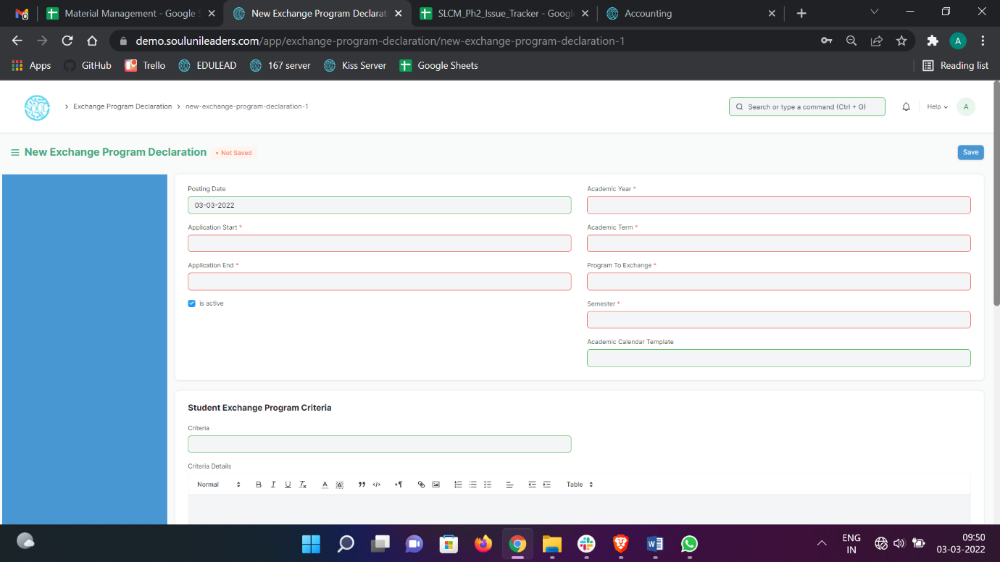 Material Management - Google S
New Exchange Program Declarati
SLCM_Ph2_Issue_Tracker - Googl
Accounting
demo.soulunileaders.com/app/exchange-program-declaration/new-exchange-program-declaration-1
A
Apps
GitHub
Trello
EDULEAD
167 server
Kiss Server
Google Sheets
Reading list
SOUL
Exchange Program Declaration
new-exchange-program-declaration-1
Search or type a command (Ctrl + G)
Help
A
New Exchange Program Declaration
• Not Saved
Save
Posting Date
03-03-2022
Application Start *
Application End *
is active
Academic Year *
Academic Term *
Program To Exchange *
Semester *
Academic Calendar Template
Student Exchange Program Criteria
Criteria
Criteria Details
Normal
Table
ENG
IN
09:50
03-03-2022